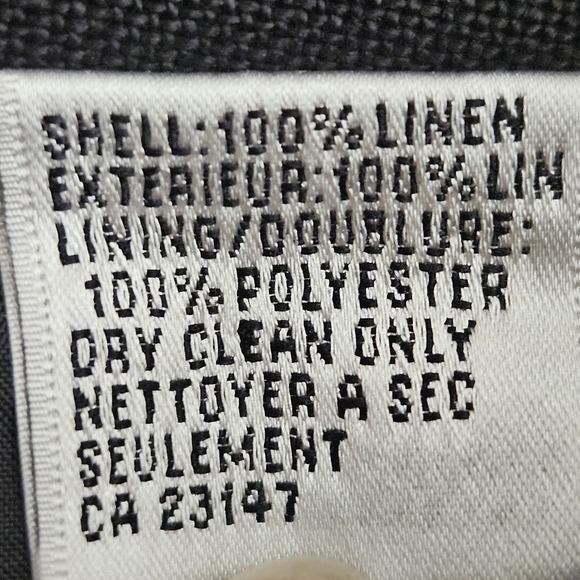 SHELL:100% LINEN
EXTERIEUR:100% LIN
LINING/DOUBLURE:
100% POLYESTER
DRY CLEAN ONLY
NETTOYER A SEC
SEULEMENT
CA 23147